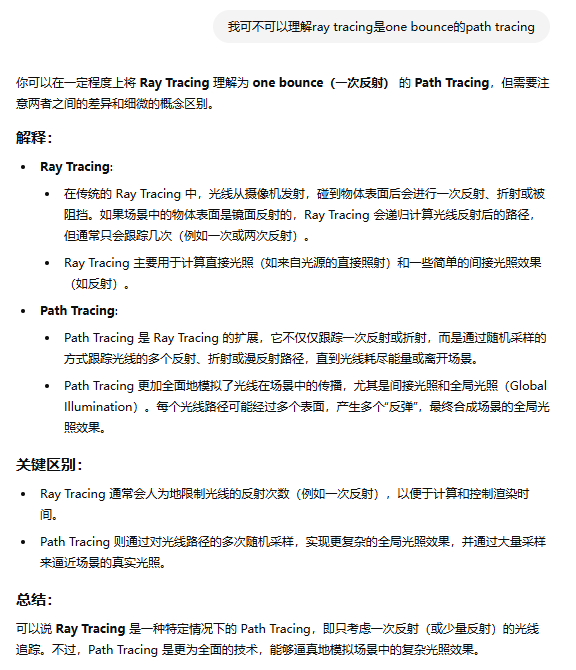 我可不可以理解ray tracing是one bounce的path tracing
你可以在一定程度上将 Ray Tracing 理解为 one bounce（一次反射） 的 Path Tracing，但需要注
意两者之间的差异和细微的概念区别。
解释：
Ray Tracing:
在传统的 Ray Tracing 中，光线从摄像机发射，碰到物体表面后会进行一次反射、折射或被
阻挡。如果场景中的物体表面是镜面反射的，Ray Tracing 会递归计算光线反射后的路径，
但通常只会跟踪几次（例如一次或两次反射）。
Ray Tracing 主要用于计算直接光照（如来自光源的直接照射）和一些简单的间接光照效果
（如反射）。
Path Tracing:
Path Tracing 是 Ray Tracing 的扩展，它不仅仅跟踪一次反射或折射，而是通过随机采样的
方式跟踪光线的多个反射、折射或漫反射路径，直到光线耗尽能量或离开场景。
Path Tracing 更加全面地模拟了光线在场景中的传播，尤其是间接光照和全局光照（Global
Illumination）。每个光线路径可能经过多个表面，产生多个“反弹”，最终合成场景的全局光
照效果。
关键区别：
Ray Tracing 通常会人为地限制光线的反射次数（例如一次反射），以便于计算和控制渲染时
间。
Path Tracing 则通过对光线路径的多次随机采样，实现更复杂的全局光照效果，并通过大量采样
来逼近场景的真实光照。
总结：
可以说 Ray Tracing 是一种特定情况下的 Path Tracing，即只考虑一次反射（或少量反射）的光线
追踪。不过，Path Tracing 是更为全面的技术，能够逼真地模拟场景中的复杂光照效果。